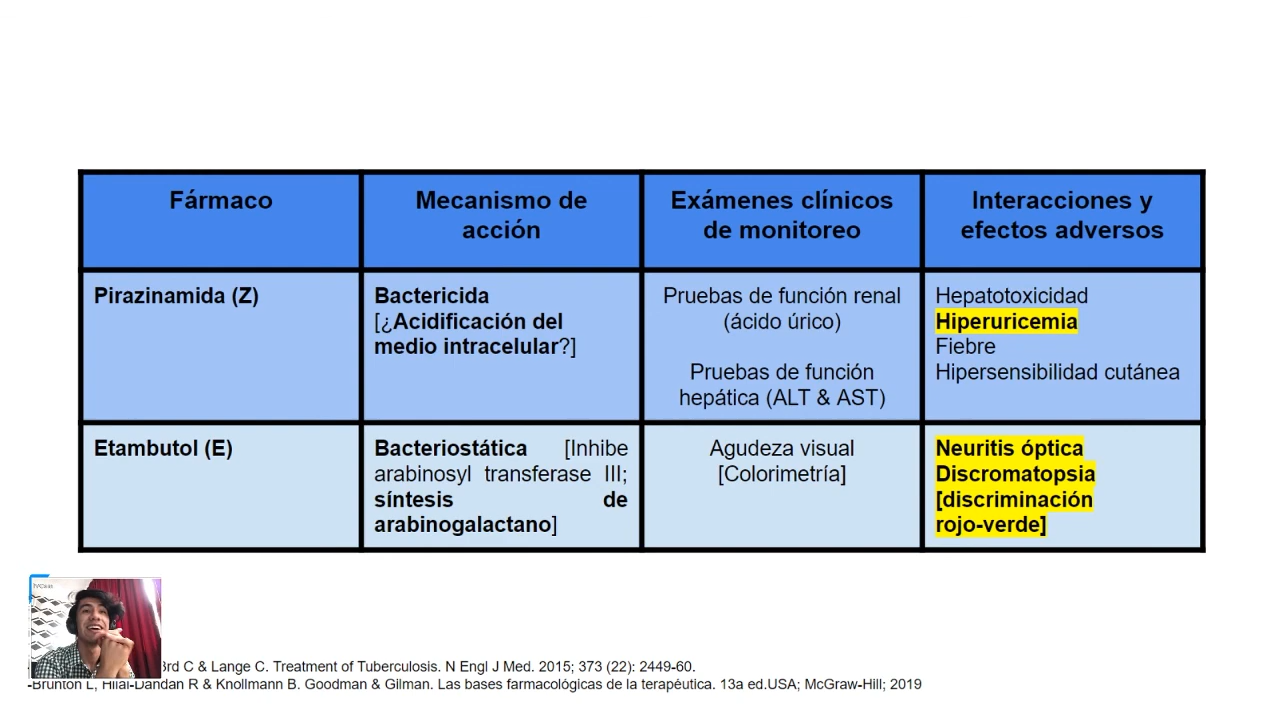 Fármaco
Mecanismo de
acción
Exámenes clínicos
de monitoreo
Interacciones y
efectos adversos
Pirazinamida (Z)
Bactericida
[¿Acidificación del
medio intracelular?]
Pruebas de función renal
(ácido úrico)
Pruebas de función
hepática (ALT & AST)
Hepatotoxicidad
Hiperuricemia
Fiebre
Hipersensibilidad cutánea
Etambutol (E)
Bacteriostática [Inhibe
arabinosyl transferase III;
síntesis de
arabinogalactano]
Agudeza visual
[Colorimetría]
Neuritis óptica
Discromatopsia
[discriminación
rojo-verde]
C & Lange C. Treatment of Tuberculosis. N Engl J Med. 2015; 373 (22): 2449-60.
-Brunton L, Hilal-Dandan R & Knollmann B. Goodman & Gilman. Las bases farmacológicas de la terapéutica. 13a ed.USA; McGraw-Hill; 2019